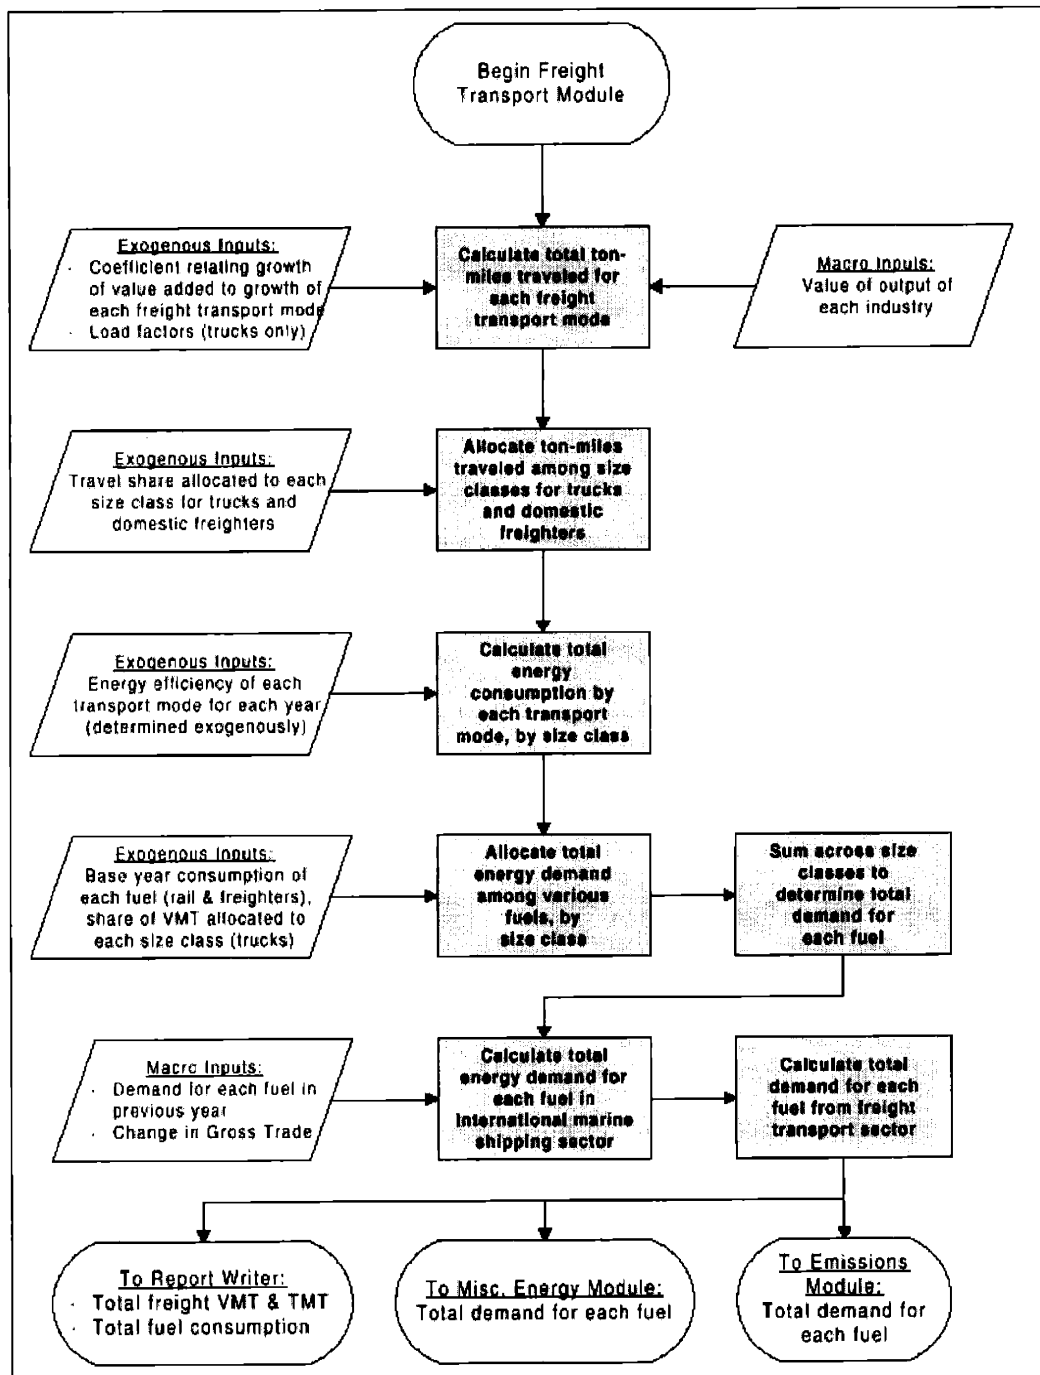 Begin Freight
Transport Module
Exogenous Inputs:
· Coefficient relating growth
of value added to growth of
each freight transport mode
· Load factors (trucks only)
Calculate total ton-
miles traveled for
each freight
transport mode
Macro Inputs:
Value of output of
each industry
Exogenous Inputs:
Travel share allocated to each
size class for trucks and
domestic freighters
Allocate ton-miles
traveled among size
classes for trucks
and domestic
freighters
Exogenous Inputs:
Energy efficiency of each
transport mode for each year
(determined exogenously)
Calculate total
energy
consumption by
each transport
mode, by size class
Exogenous Inputs:
Base year consumption of
each fuel (rail & freighters),
share of VMT allocated to
each size class (trucks)
Allocate total
energy demand
among various
fuels, by
size class
Sum across size
classes to
determine total
demand for
each fuel
Macro Inputs:
· Demand for each fuel in
previous year
· Change in Gross Trade
Calculate total
energy demand for
each fuel in
international marine
shipping sector
Calculate total
demand for each
fuel from freight
transport sector
To Report Writer:
· Total freight VMT & TMT
· Total fuel consumption
To Misc. Energy Module:
Total demand for each fuel
To Emissions
Module:
Total demand for
each fuel